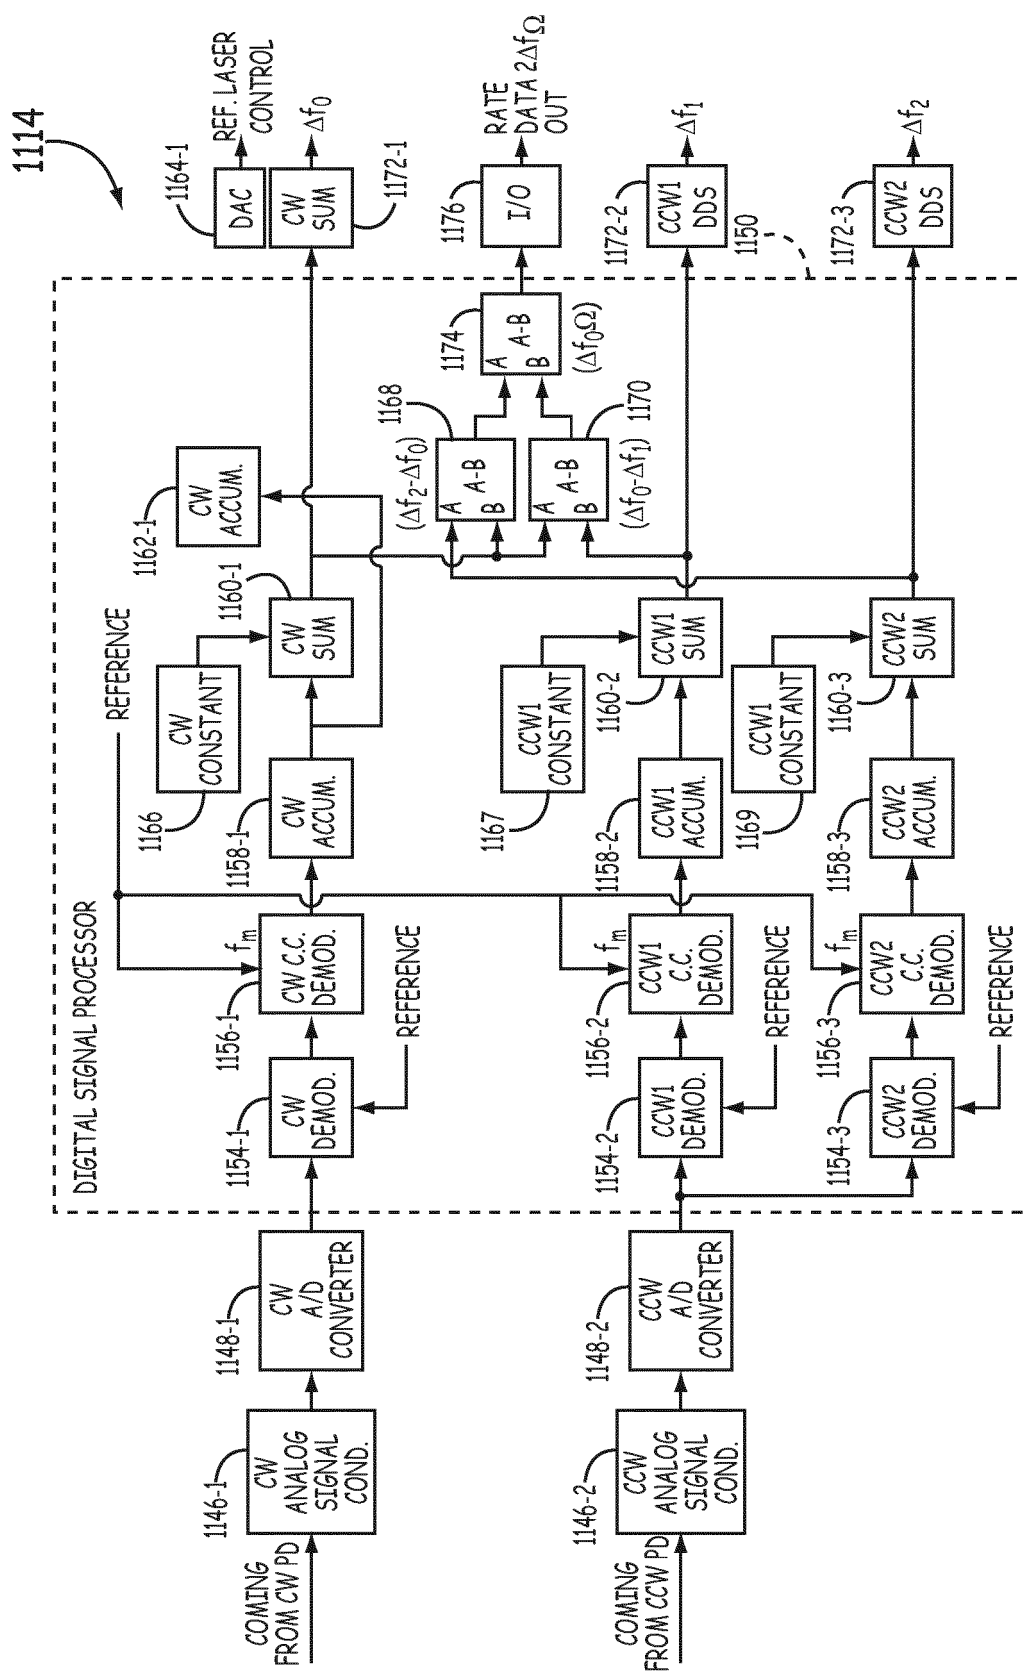 1114
DIGITAL SIGNAL PROCESSOR
1150
REFERENCE
COMING
FROM CW PD
1146-1
CW
ANALOG
SIGNAL
COND.
1148-1
CW
A/D
CONVERTER
1154-1
CW
DEMOD.
REFERENCE
1156-1
fm
CW C.C.
DEMOD.
1158-1
CW
ACCUM.
1166
CW
CONSTANT
1160-1
CW
SUM
1162-1
CW
ACCUM.
1164-1
DAC
REF. LASER
CONTROL
CW
SUM
1172-1
Δf0
1168
(Δf2-Δf0)
A
A-B
B
1170
A
A-B
B
(Δf0-Δf1)
1174
A
A-B
B
(Δf0Ω)
1176
I/O
RATE
DATA 2ΔfΩ
OUT
COMING
FROM CCW PD
1146-2
CCW
ANALOG
SIGNAL
COND.
1148-2
CCW
A/D
CONVERTER
1154-2
CCW1
DEMOD.
REFERENCE
1156-2
fm
CCW1
C.C.
DEMOD.
1158-2
CCW1
ACCUM.
1167
CCW1
CONSTANT
1160-2
CCW1
SUM
1172-2
CCW1
DDS
Δf1
1154-3
CCW2
DEMOD.
REFERENCE
1156-3
fm
CCW2
C.C.
DEMOD.
1158-3
CCW2
ACCUM.
1169
CCW1
CONSTANT
1160-3
CCW2
SUM
1172-3
CCW2
DDS
Δf2